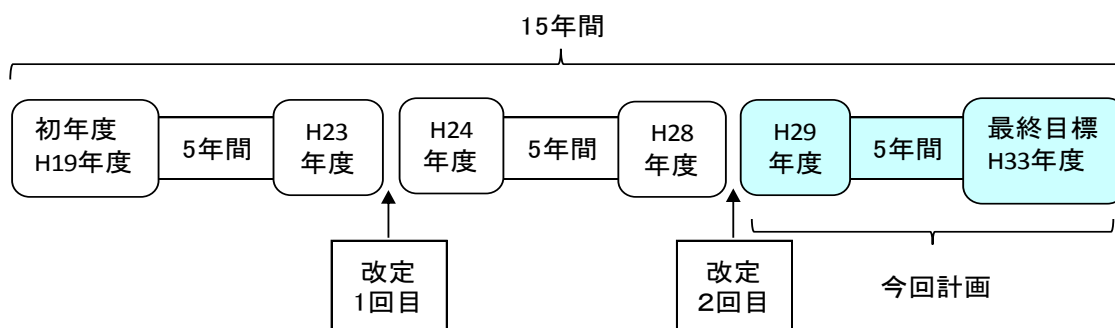 15年間
初年度
H19年度
5年間
H23
年度
H24
年度
5年間
H28
年度
H29
年度
5年間
最終目標
H33年度
改定
1回目
改定
２回目
今回計画